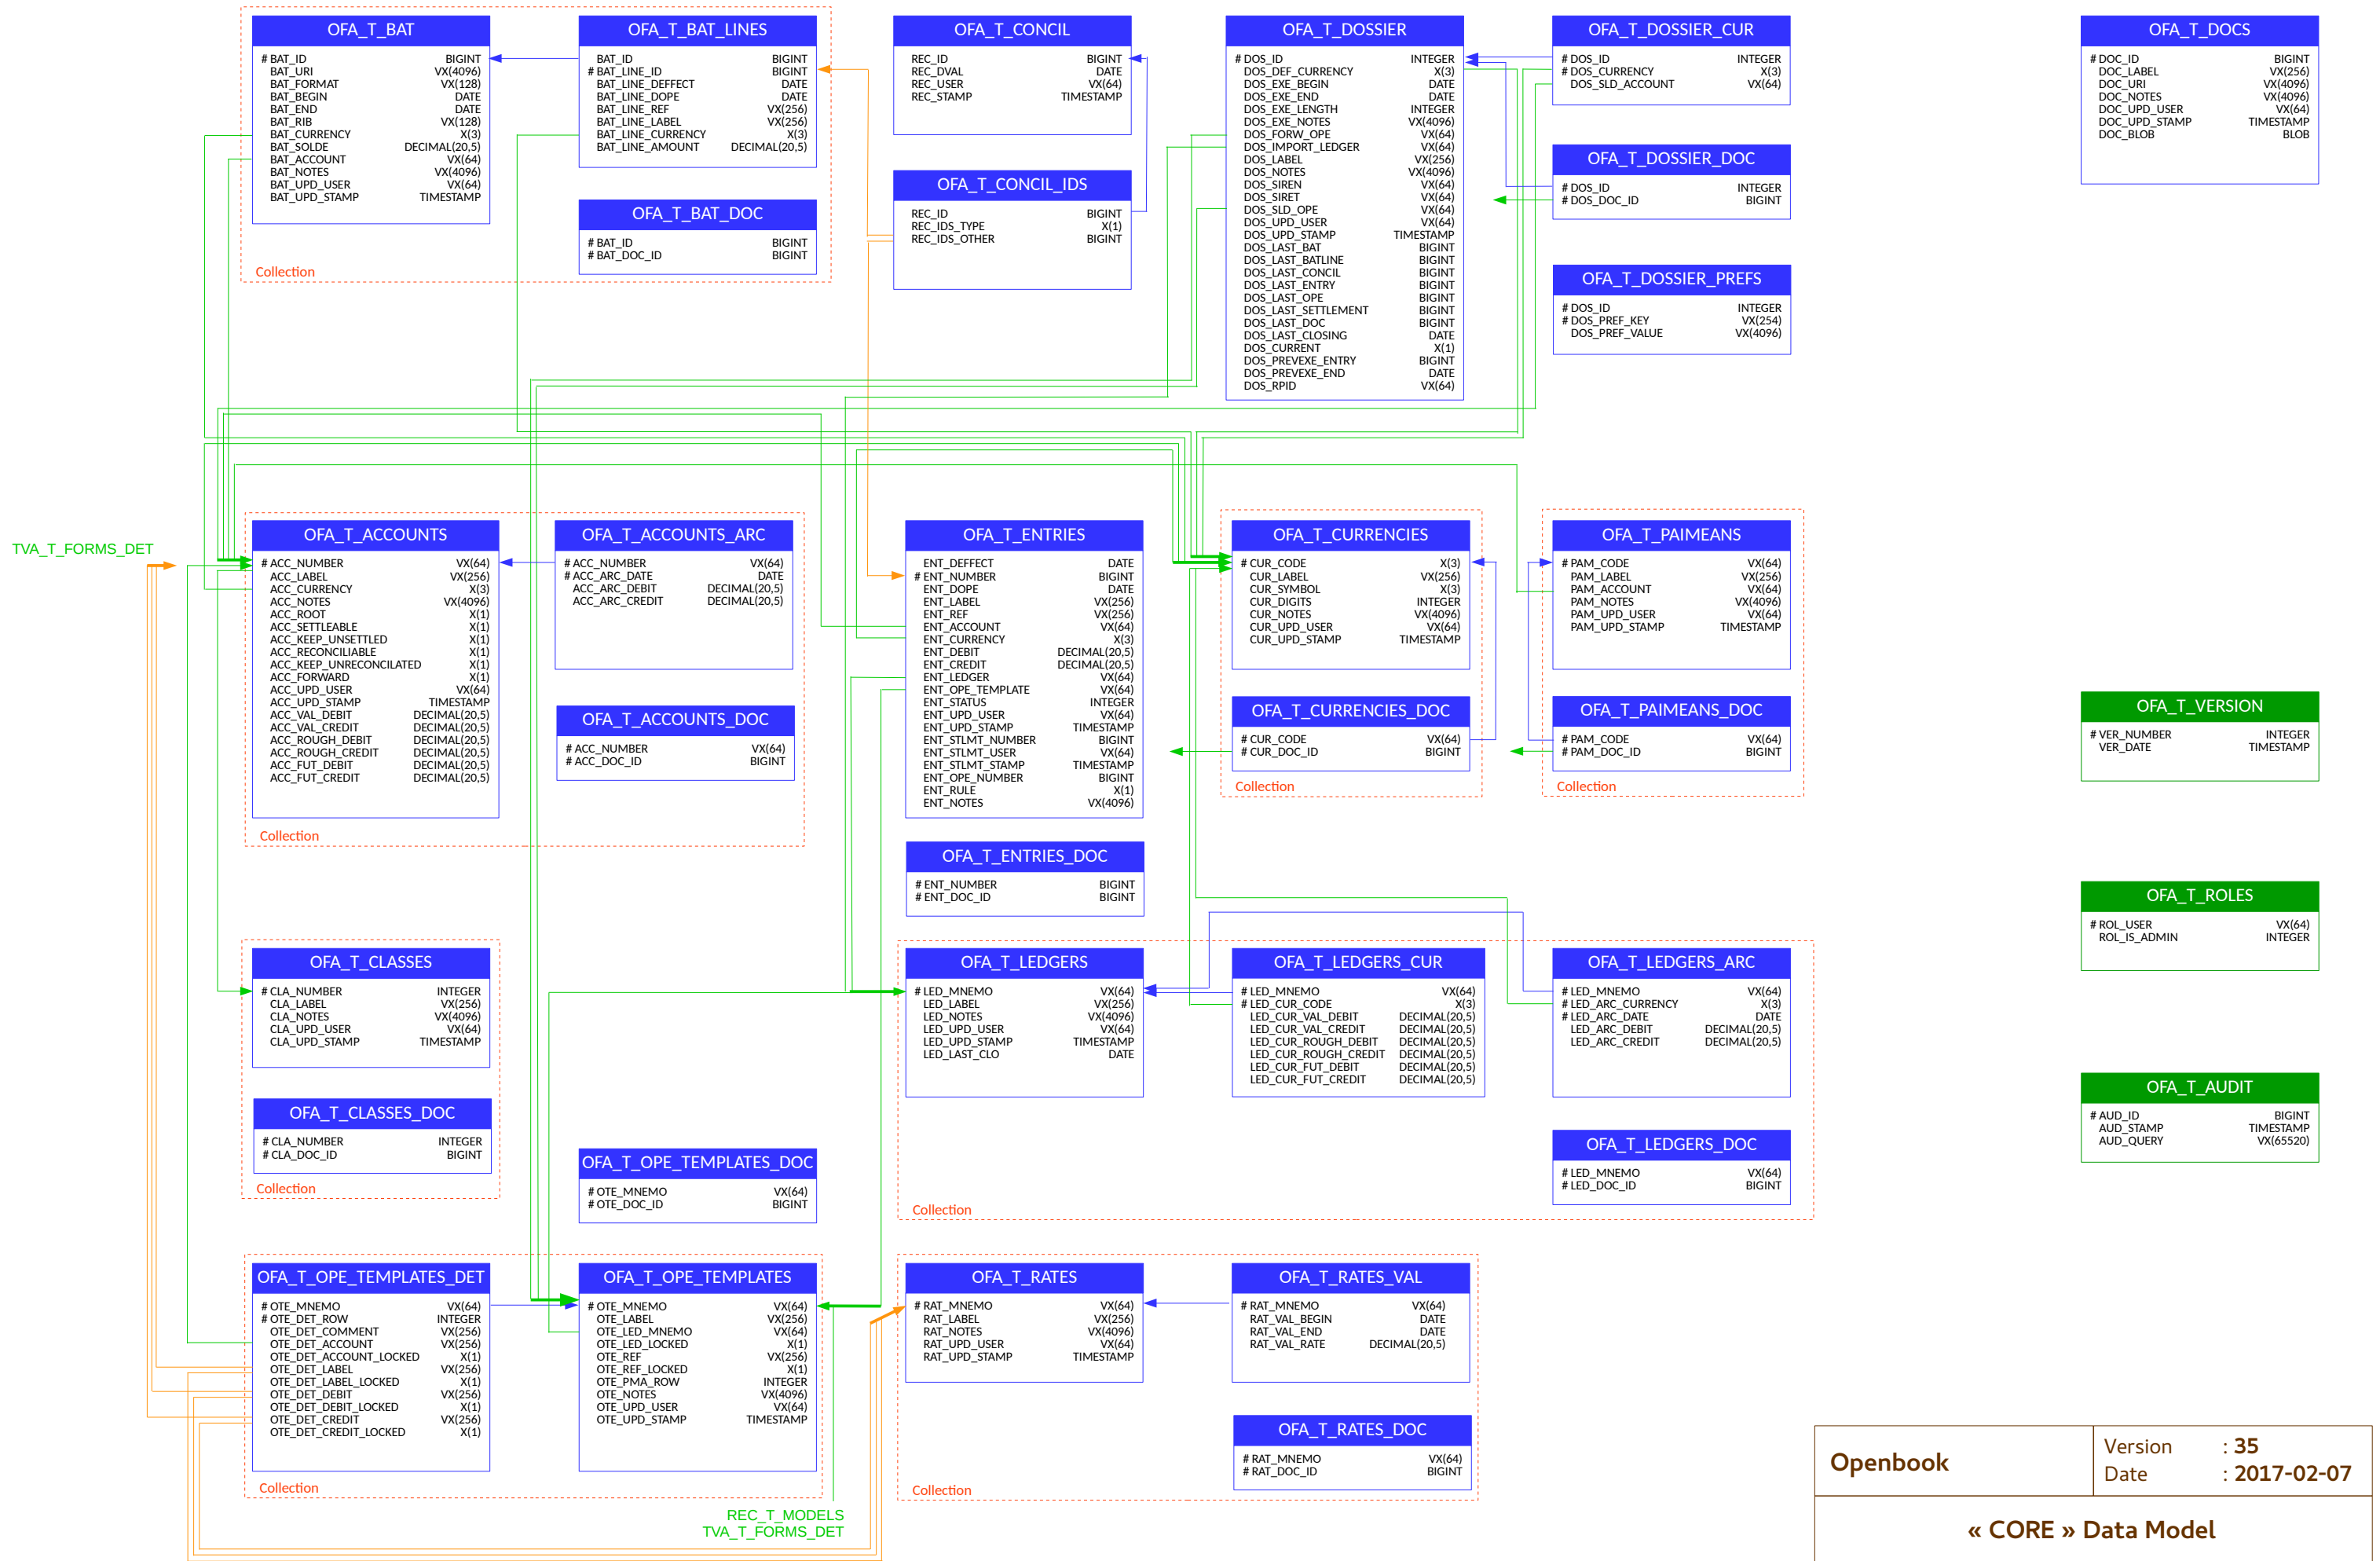 OFA_T_BAT
# BAT_ID BIGINT
BAT_URI VX(4096)
BAT_FORMAT VX(128)
BAT_BEGIN DATE
BAT_END DATE
BAT_RIB VX(128)
BAT_CURRENCY X(3)
BAT_SOLDE DECIMAL(20,5)
BAT_ACCOUNT VX(64)
BAT_NOTES VX(4096)
BAT_UPD_USER VX(64)
BAT_UPD_STAMP TIMESTAMP
OFA_T_BAT_LINES
BAT_ID BIGINT
# BAT_LINE_ID BIGINT
BAT_LINE_DEFFECT DATE
BAT_LINE_DOPE DATE
BAT_LINE_REF VX(256)
BAT_LINE_LABEL VX(256)
BAT_LINE_CURRENCY X(3)
BAT_LINE_AMOUNT DECIMAL(20,5)
OFA_T_BAT_DOC
# BAT_ID BIGINT
# BAT_DOC_ID BIGINT
Collection
OFA_T_CONCIL
REC_ID BIGINT
REC_DVAL DATE
REC_USER VX(64)
REC_STAMP TIMESTAMP
OFA_T_CONCIL_IDS
REC_ID BIGINT
REC_IDS_TYPE X(1)
REC_IDS_OTHER BIGINT
OFA_T_DOSSIER
# DOS_ID INTEGER
DOS_DEF_CURRENCY X(3)
DOS_EXE_BEGIN DATE
DOS_EXE_END DATE
DOS_EXE_LENGTH INTEGER
DOS_EXE_NOTES VX(4096)
DOS_FORW_OPE VX(64)
DOS_IMPORT_LEDGER VX(64)
DOS_LABEL VX(256)
DOS_NOTES VX(4096)
DOS_SIREN VX(64)
DOS_SIRET VX(64)
DOS_SLD_OPE VX(64)
DOS_UPD_USER VX(64)
DOS_UPD_STAMP TIMESTAMP
DOS_LAST_BAT BIGINT
DOS_LAST_BATLINE BIGINT
DOS_LAST_CONCIL BIGINT
DOS_LAST_ENTRY BIGINT
DOS_LAST_OPE BIGINT
DOS_LAST_SETTLEMENT BIGINT
DOS_LAST_DOC BIGINT
DOS_LAST_CLOSING DATE
DOS_CURRENT X(1)
DOS_PREVEXE_ENTRY BIGINT
DOS_PREVEXE_END DATE
DOS_RPID VX(64)
OFA_T_DOSSIER_CUR
# DOS_ID INTEGER
# DOS_CURRENCY X(3)
DOS_SLD_ACCOUNT VX(64)
OFA_T_DOSSIER_DOC
# DOS_ID INTEGER
# DOS_DOC_ID BIGINT
OFA_T_DOSSIER_PREFS
# DOS_ID INTEGER
# DOS_PREF_KEY VX(254)
DOS_PREF_VALUE VX(4096)
OFA_T_DOCS
# DOC_ID BIGINT
DOC_LABEL VX(256)
DOC_URI VX(4096)
DOC_NOTES VX(4096)
DOC_UPD_USER VX(64)
DOC_UPD_STAMP TIMESTAMP
DOC_BLOB BLOB
TVA_T_FORMS_DET
OFA_T_ACCOUNTS
# ACC_NUMBER VX(64)
ACC_LABEL VX(256)
ACC_CURRENCY X(3)
ACC_NOTES VX(4096)
ACC_ROOT X(1)
ACC_SETTLEABLE X(1)
ACC_KEEP_UNSETTLED X(1)
ACC_RECONCILIABLE X(1)
ACC_KEEP_UNRECONCILATED X(1)
ACC_FORWARD X(1)
ACC_UPD_USER VX(64)
ACC_UPD_STAMP TIMESTAMP
ACC_VAL_DEBIT DECIMAL(20,5)
ACC_VAL_CREDIT DECIMAL(20,5)
ACC_ROUGH_DEBIT DECIMAL(20,5)
ACC_ROUGH_CREDIT DECIMAL(20,5)
ACC_FUT_DEBIT DECIMAL(20,5)
ACC_FUT_CREDIT DECIMAL(20,5)
OFA_T_ACCOUNTS_ARC
# ACC_NUMBER VX(64)
# ACC_ARC_DATE DATE
ACC_ARC_DEBIT DECIMAL(20,5)
ACC_ARC_CREDIT DECIMAL(20,5)
OFA_T_ACCOUNTS_DOC
# ACC_NUMBER VX(64)
# ACC_DOC_ID BIGINT
Collection
OFA_T_ENTRIES
ENT_DEFFECT DATE
# ENT_NUMBER BIGINT
ENT_DOPE DATE
ENT_LABEL VX(256)
ENT_REF VX(256)
ENT_ACCOUNT VX(64)
ENT_CURRENCY X(3)
ENT_DEBIT DECIMAL(20,5)
ENT_CREDIT DECIMAL(20,5)
ENT_LEDGER VX(64)
ENT_OPE_TEMPLATE VX(64)
ENT_STATUS INTEGER
ENT_UPD_USER VX(64)
ENT_UPD_STAMP TIMESTAMP
ENT_STLMT_NUMBER BIGINT
ENT_STLMT_USER VX(64)
ENT_STLMT_STAMP TIMESTAMP
ENT_OPE_NUMBER BIGINT
ENT_RULE X(1)
ENT_NOTES VX(4096)
OFA_T_ENTRIES_DOC
# ENT_NUMBER BIGINT
# ENT_DOC_ID BIGINT
OFA_T_CURRENCIES
# CUR_CODE X(3)
CUR_LABEL VX(256)
CUR_SYMBOL X(3)
CUR_DIGITS INTEGER
CUR_NOTES VX(4096)
CUR_UPD_USER VX(64)
CUR_UPD_STAMP TIMESTAMP
OFA_T_CURRENCIES_DOC
# CUR_CODE VX(64)
# CUR_DOC_ID BIGINT
Collection
OFA_T_PAIMEANS
# PAM_CODE VX(64)
PAM_LABEL VX(256)
PAM_ACCOUNT VX(64)
PAM_NOTES VX(4096)
PAM_UPD_USER VX(64)
PAM_UPD_STAMP TIMESTAMP
OFA_T_PAIMEANS_DOC
# PAM_CODE VX(64)
# PAM_DOC_ID BIGINT
Collection
OFA_T_VERSION
# VER_NUMBER INTEGER
VER_DATE TIMESTAMP
OFA_T_ROLES
# ROL_USER VX(64)
ROL_IS_ADMIN INTEGER
OFA_T_AUDIT
# AUD_ID BIGINT
AUD_STAMP TIMESTAMP
AUD_QUERY VX(65520)
OFA_T_CLASSES
# CLA_NUMBER INTEGER
CLA_LABEL VX(256)
CLA_NOTES VX(4096)
CLA_UPD_USER VX(64)
CLA_UPD_STAMP TIMESTAMP
OFA_T_CLASSES_DOC
# CLA_NUMBER INTEGER
# CLA_DOC_ID BIGINT
Collection
OFA_T_LEDGERS
# LED_MNEMO VX(64)
LED_LABEL VX(256)
LED_NOTES VX(4096)
LED_UPD_USER VX(64)
LED_UPD_STAMP TIMESTAMP
LED_LAST_CLO DATE
OFA_T_LEDGERS_CUR
# LED_MNEMO VX(64)
# LED_CUR_CODE X(3)
LED_CUR_VAL_DEBIT DECIMAL(20,5)
LED_CUR_VAL_CREDIT DECIMAL(20,5)
LED_CUR_ROUGH_DEBIT DECIMAL(20,5)
LED_CUR_ROUGH_CREDIT DECIMAL(20,5)
LED_CUR_FUT_DEBIT DECIMAL(20,5)
LED_CUR_FUT_CREDIT DECIMAL(20,5)
OFA_T_LEDGERS_ARC
# LED_MNEMO VX(64)
# LED_ARC_CURRENCY X(3)
# LED_ARC_DATE DATE
LED_ARC_DEBIT DECIMAL(20,5)
LED_ARC_CREDIT DECIMAL(20,5)
OFA_T_LEDGERS_DOC
# LED_MNEMO VX(64)
# LED_DOC_ID BIGINT
Collection
OFA_T_OPE_TEMPLATES_DOC
# OTE_MNEMO VX(64)
# OTE_DOC_ID BIGINT
OFA_T_OPE_TEMPLATES_DET
# OTE_MNEMO VX(64)
# OTE_DET_ROW INTEGER
OTE_DET_COMMENT VX(256)
OTE_DET_ACCOUNT VX(256)
OTE_DET_ACCOUNT_LOCKED X(1)
OTE_DET_LABEL VX(256)
OTE_DET_LABEL_LOCKED X(1)
OTE_DET_DEBIT VX(256)
OTE_DET_DEBIT_LOCKED X(1)
OTE_DET_CREDIT VX(256)
OTE_DET_CREDIT_LOCKED X(1)
OFA_T_OPE_TEMPLATES
# OTE_MNEMO VX(64)
OTE_LABEL VX(256)
OTE_LED_MNEMO VX(64)
OTE_LED_LOCKED X(1)
OTE_REF VX(256)
OTE_REF_LOCKED X(1)
OTE_PMA_ROW INTEGER
OTE_NOTES VX(4096)
OTE_UPD_USER VX(64)
OTE_UPD_STAMP TIMESTAMP
Collection
REC_T_MODELS
TVA_T_FORMS_DET
OFA_T_RATES
# RAT_MNEMO VX(64)
RAT_LABEL VX(256)
RAT_NOTES VX(4096)
RAT_UPD_USER VX(64)
RAT_UPD_STAMP TIMESTAMP
OFA_T_RATES_VAL
# RAT_MNEMO VX(64)
RAT_VAL_BEGIN DATE
RAT_VAL_END DATE
RAT_VAL_RATE DECIMAL(20,5)
OFA_T_RATES_DOC
# RAT_MNEMO VX(64)
# RAT_DOC_ID BIGINT
Collection
Openbook
Version : 35
Date : 2017-02-07
« CORE » Data Model